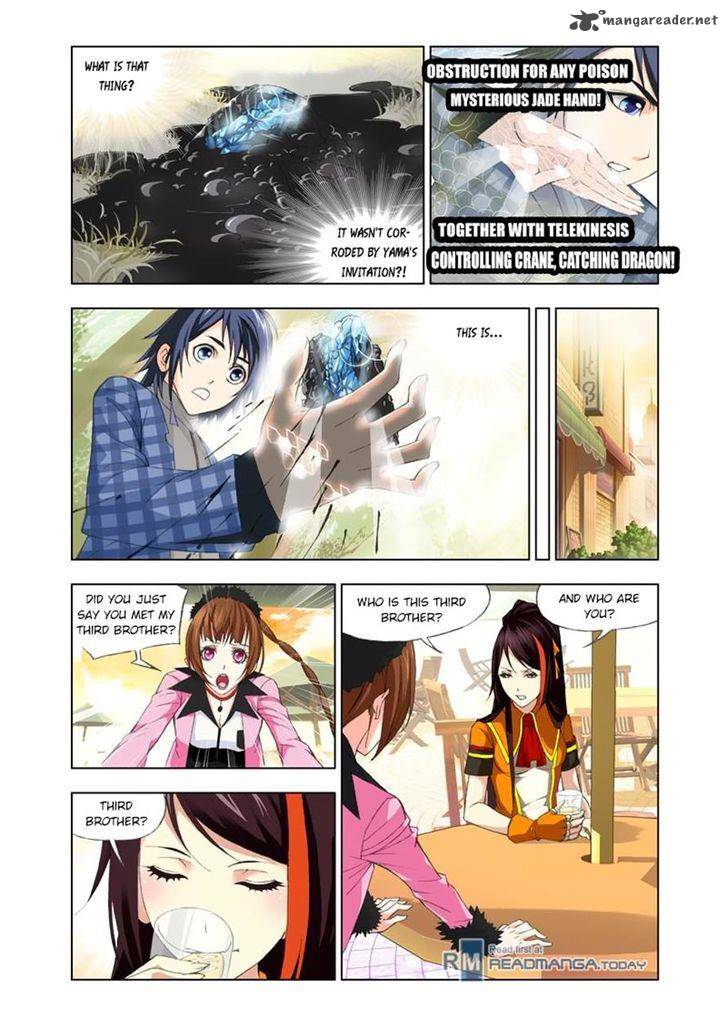 mangareader.net
WHAT IS THAT
THING?
IT WASN'T COR-
RODED BY YAMA'S
INVITATION?!
OBSTRUCTION FOR ANY POISON
MYSTERIOUS JADE HAND!
TOGETHER WITH TELEKINESIS
CONTROLLING CRANE, CATCHING DRAGON!
THIS IS...
DID YOU JUST
SAY YOU MET MY
THIRD BROTHER?
WHO IS THIS THIRD
BROTHER?
AND WHO ARE
YOU?
THIRD
BROTHER?
Read first at
RM READMANGA.TODAY